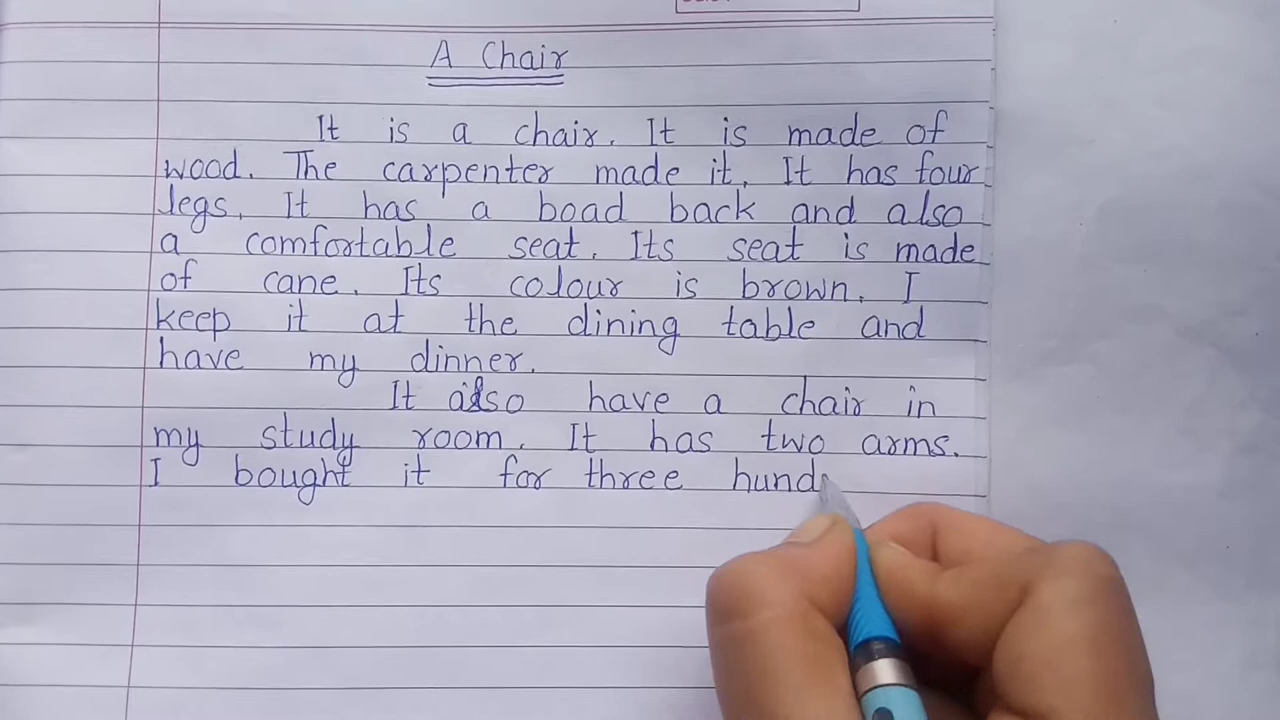 A Chair
It is a chair. It is made of
wood. The carpenter made it. It has four
legs. It has a boad back and also
a comfortable seat. Its seat is made
of cane. Its colour is brown. I
keep it at the dining table and
have my dinner.
It also have a chair in
my study room. It has two arms.
I bought it for three hund